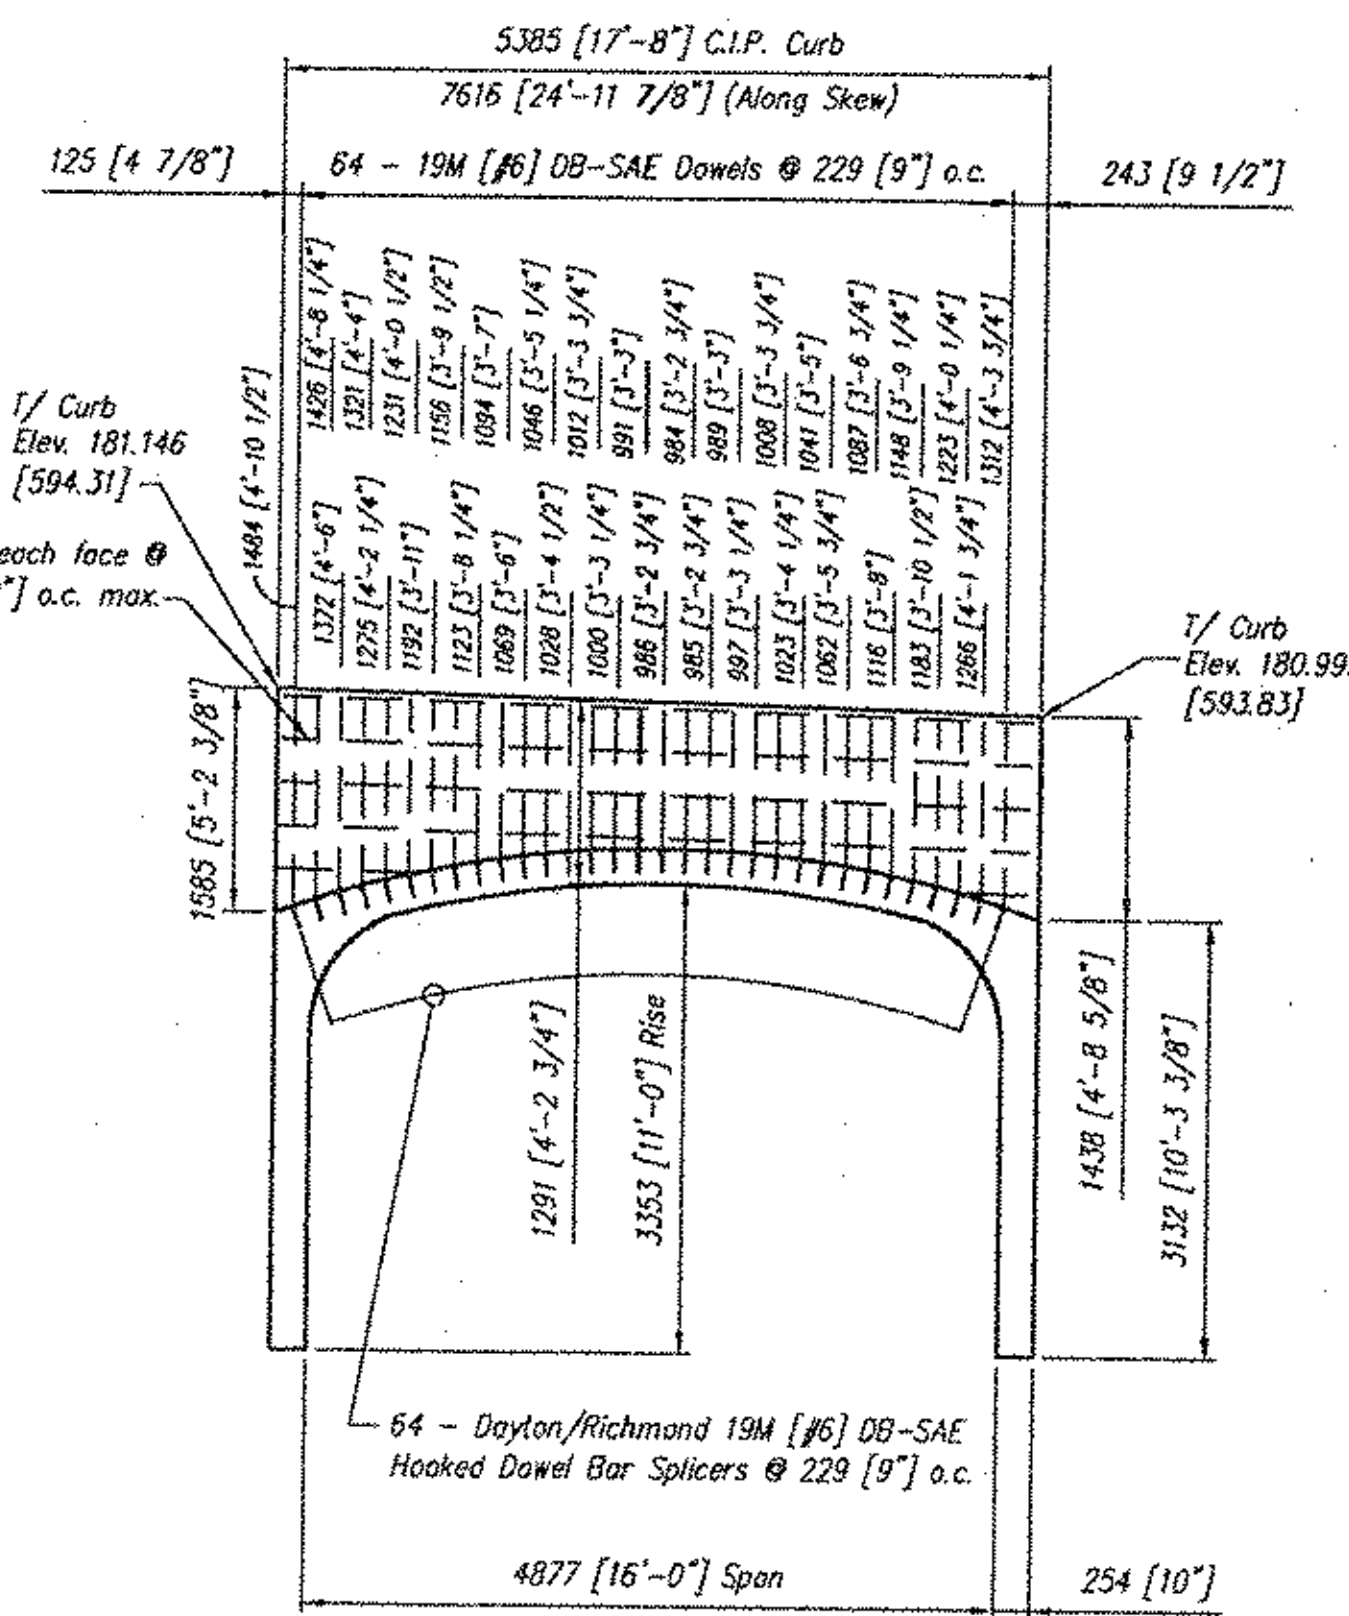 5385 [17'-8"] C.I.P. Curb
7616 [24'-11 7/8"] (Along Skew)
125 [4 7/8"]
64 - 19M [#6] DB-SAE Dowels @ 229 [9"] o.c.
243 [9 1/2"]
1426 [4'-8 1/4"]
1321 [4'-4"]
1231 [4'-0 1/2"]
1156 [3'-9 1/2"]
1094 [3'-7"]
1046 [3'-5 1/4"]
1012 [3'-3 3/4"]
991 [3'-3"]
984 [3'-2 3/4"]
989 [3'-3"]
1008 [3'-3 3/4"]
1041 [3'-5"]
1087 [3'-6 3/4"]
1148 [3'-9 1/4"]
1223 [4'-0 1/4"]
1312 [4'-3 3/4"]
T/ Curb
Elev. 181.146
[594.31]
each face @
"] o.c. max.
1484 [4'-10 1/2"]
1372 [4'-6"]
1275 [4'-2 1/4"]
1192 [3'-11"]
1123 [3'-8 1/4"]
1069 [3'-6"]
1028 [3'-4 1/2"]
1000 [3'-3 1/4"]
986 [3'-2 3/4"]
985 [3'-2 3/4"]
997 [3'-3 1/4"]
1023 [3'-4 1/4"]
1062 [3'-5 3/4"]
1116 [3'-8"]
1183 [3'-10 1/2"]
1266 [4'-1 3/4"]
T/ Curb
Elev. 180.99
[593.83]
1585 [5'-2 3/8"]
1291 [4'-2 3/4"]
3353 [11'-0"] Rise
1438 [4'-8 5/8"]
3132 [10'-3 3/8"]
64 - Dayton/Richmond 19M [#6] DB-SAE
Hooked Dowel Bar Splicers @ 229 [9"] o.c.
4877 [16'-0"] Span
254 [10"]